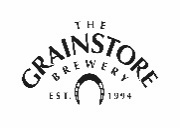 THE
GRAINSTORE
BREWERY
EST. 1994